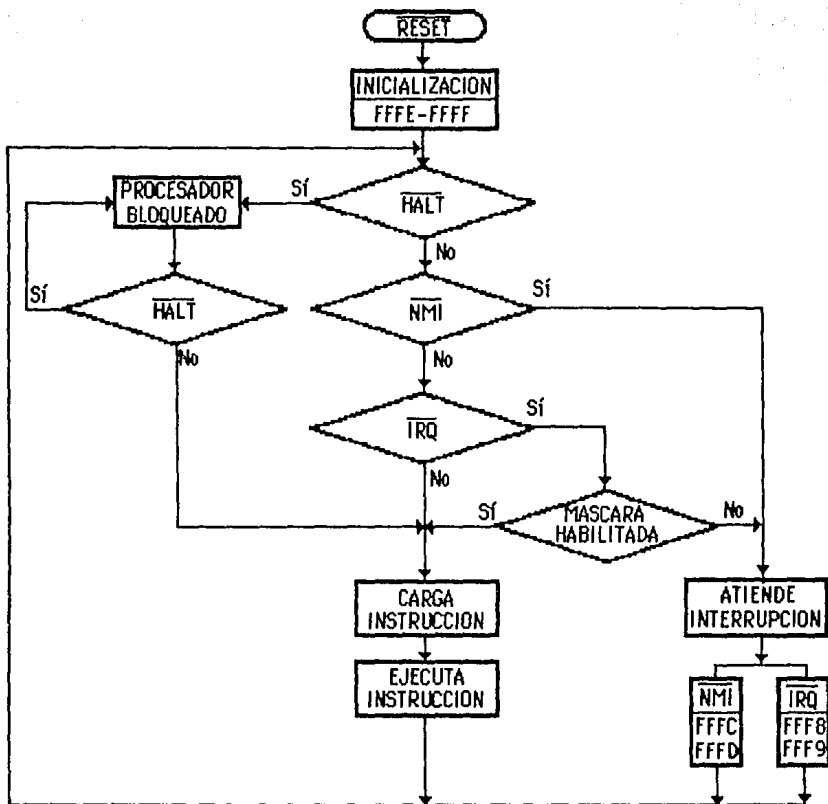 RESET
INICIALIZACION
FFFE-FFFF
Sí
PROCESADOR
BLOQUEADO
HALT
No
Sí
HALT
NMI
Sí
No
No
Sí
IRQ
No
Sí
MASCARA
HABILITADA
No
CARGA
INSTRUCCION
ATIENDE
INTERRUPCION
EJECUTA
INSTRUCCION
NMI
FFFC
FFFD
IRQ
FFF8
FFF9